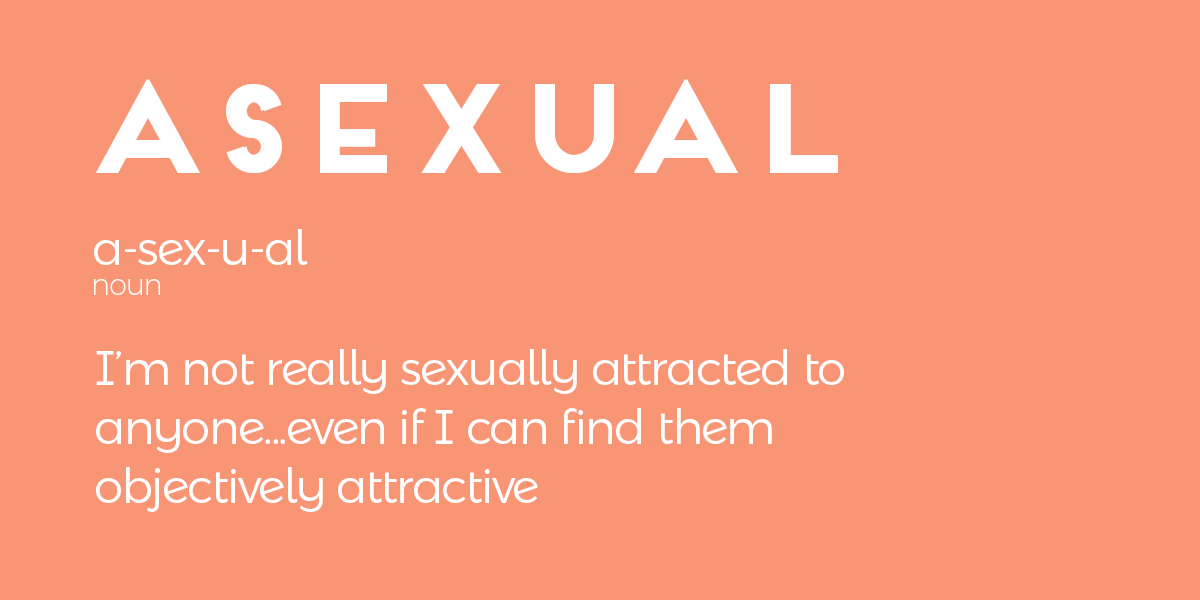 ASEXUAL
a-sex-u-al
noun
I’m not really sexually attracted to
anyone...even if I can find them
objectively attractive